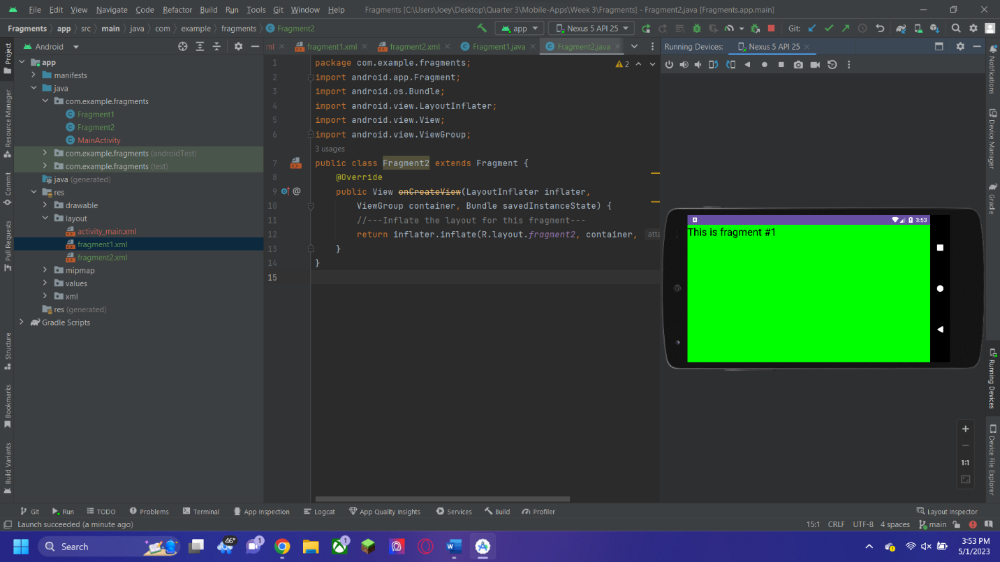 File Edit View Navigate Code Refactor Build Run Tools Git Window Help Fragments [C:\Users\Joey\Desktop\Quarter 3\Mobile-Apps\Week 3\Fragments] - Fragment2.java [Fragments.app.main]
Fragments app src main java com example fragments Fragment2 app Nexus 5 API 25 Git:
Project
Resource Manager
Commit
Pull Requests
Structure
Bookmarks
Build Variants
Android
app
manifests
java
com.example.fragments
Fragment1
Fragment2
MainActivity
com.example.fragments (androidTest)
com.example.fragments (test)
java (generated)
res
drawable
layout
activity_main.xml
fragment1.xml
fragment2.xml
mipmap
values
xml
res (generated)
Gradle Scripts
ml fragment1.xml fragment2.xml Fragment1.java Fragment2.java
2
1 package com.example.fragments;
2 import android.app.Fragment;
3 import android.os.Bundle;
4 import android.view.LayoutInflater;
5 import android.view.View;
6 import android.view.ViewGroup;
3 usages
7 public class Fragment2 extends Fragment {
8 @Override
9 public View onCreateView(LayoutInflater inflater,
10 ViewGroup container, Bundle savedInstanceState) {
11 //---Inflate the layout for this fragment---
12 return inflater.inflate(R.layout.fragment2, container, atta
13 }
14 }
15
Running Devices: Nexus 5 API 25
3:53
This is fragment #1
1:1
Notifications
Device Manager
Gradle
Running Devices
Device File Explorer
Git Run TODO Problems Terminal App Inspection Logcat App Quality Insights Services Build Profiler Layout Inspector
Launch succeeded (a minute ago) 15:1 CRLF UTF-8 4 spaces main
Search 46° 1 1 3:53 PM
5/1/2023